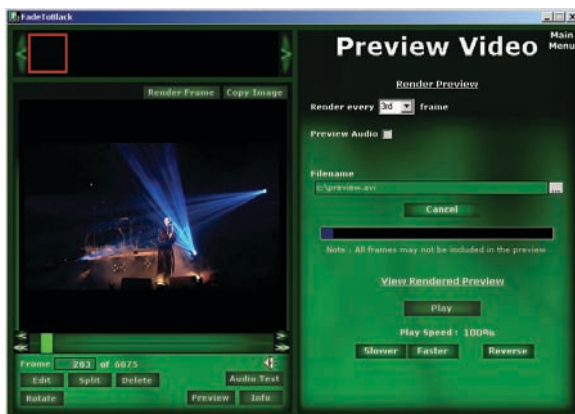 FadeToBlack
Preview Video
Main
Menu
Render Frame Copy Image
Render Preview
Render every 3rd frame
Preview Audio
Filename
c:\preview.avi ...
Cancel
Note : All frames may not be included in the preview
View Rendered Preview
Play
Play Speed : 100%
Slower Faster Reverse
Frame 283 of 6875
Edit Split Delete Audio Test
Rotate Preview Info